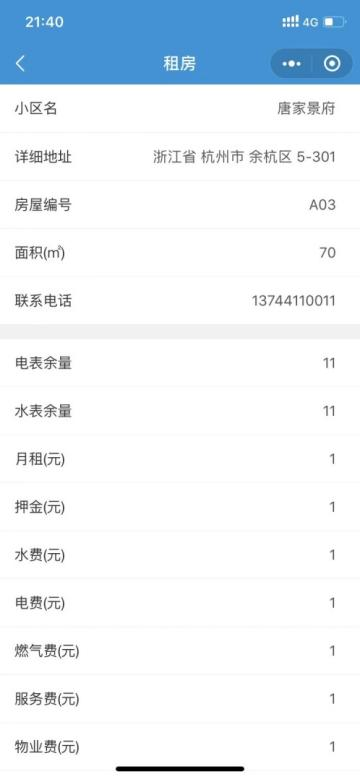 21:40
4G
租房
小区名 唐家景府
详细地址 浙江省 杭州市 余杭区 5-301
房屋编号 A03
面积(㎡) 70
联系电话 13744110011
电表余量 11
水表余量 11
月租(元) 1
押金(元) 1
水费(元) 1
电费(元) 1
燃气费(元) 1
服务费(元) 1
物业费(元) 1